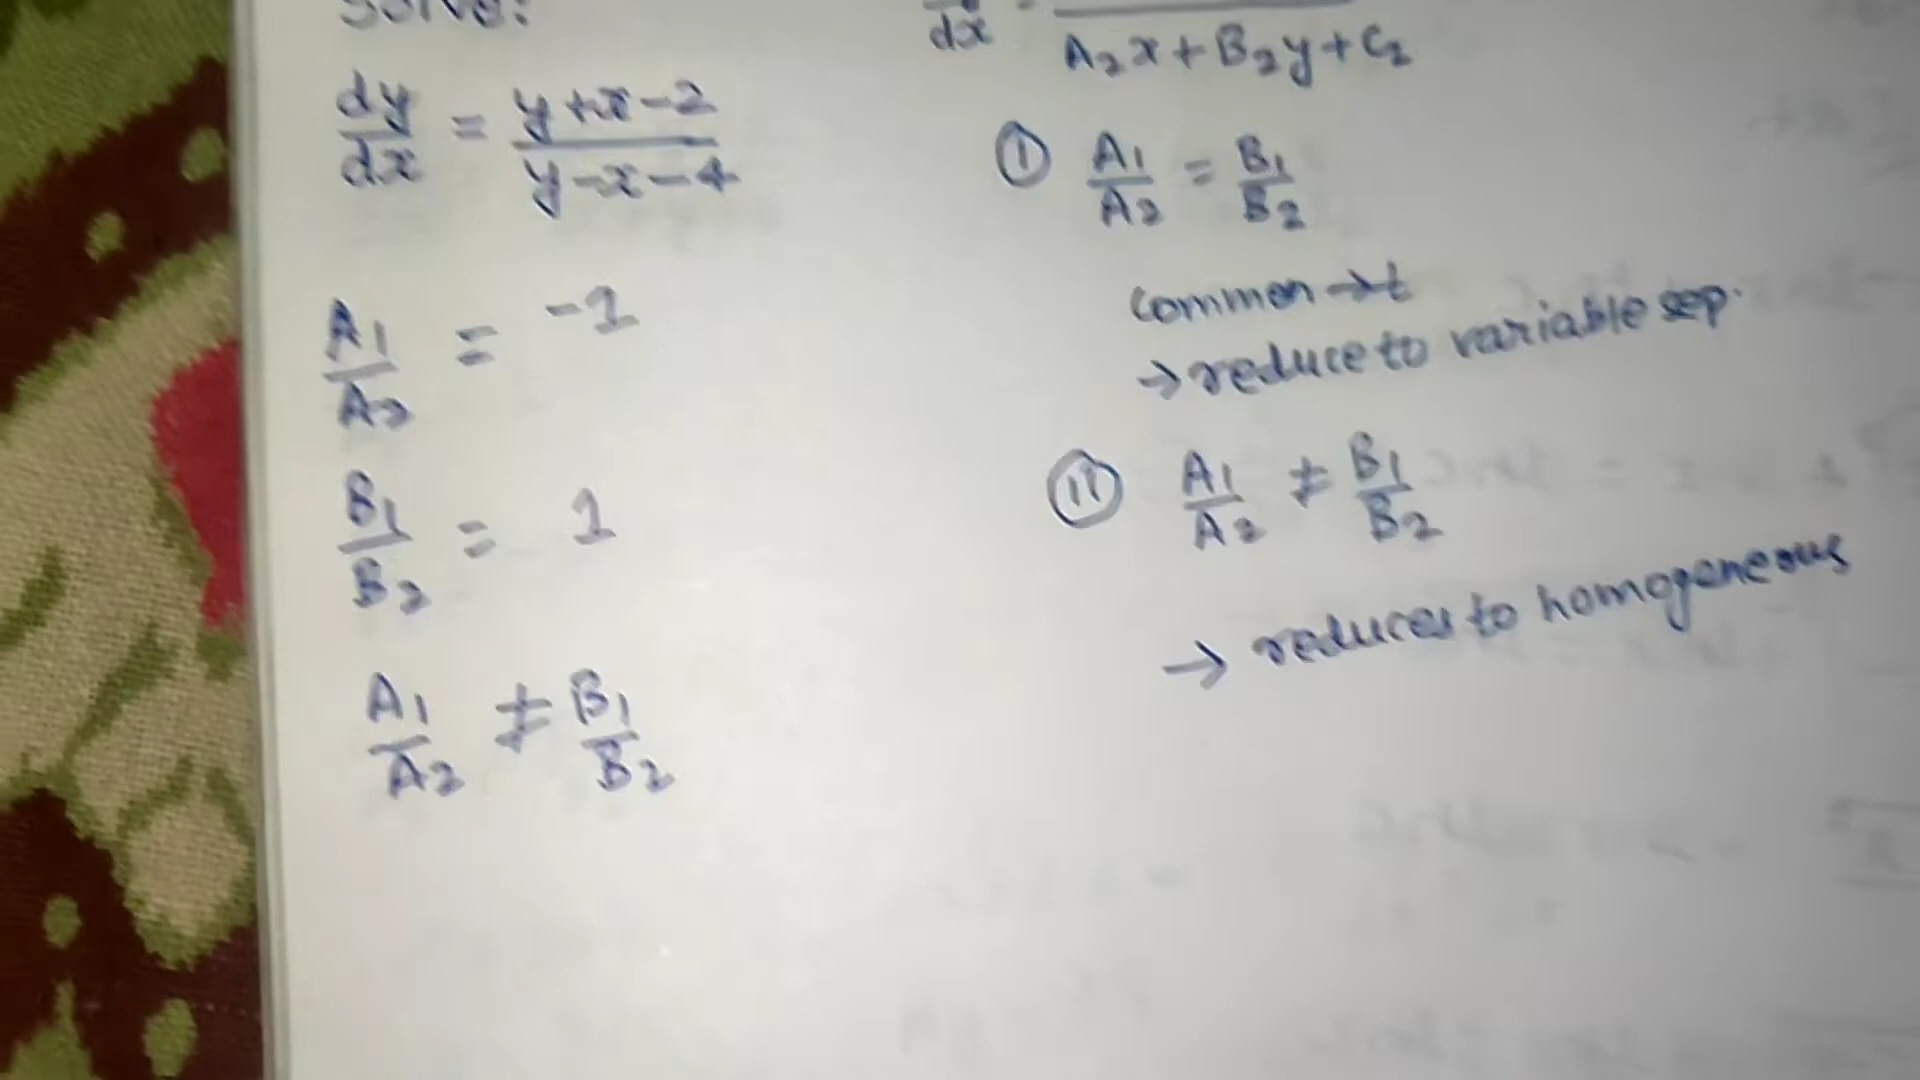 Solve:
dy/dx = (y+x-2)/(y-x-4)
A₁/A₂ = -1
B₁/B₂ = 1
A₁/A₂ ≠ B₁/B₂
dx
A₂x+B₂y+C₂
① A₁/A₂ = B₁/B₂
common → t
→ reduce to variable sep.
⑪ A₁/A₂ ≠ B₁/B₂
→ reduces to homogeneous